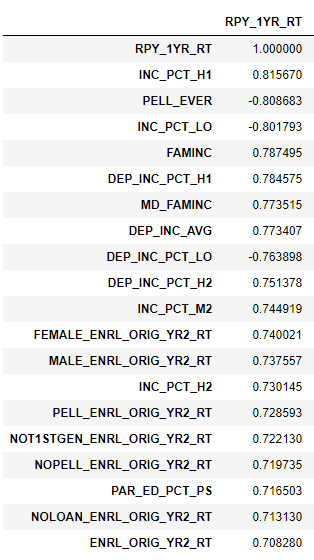 RPY_1YR_RT
RPY_1YR_RT 1.000000
INC_PCT_H1 0.815670
PELL_EVER -0.808683
INC_PCT_LO -0.801793
FAMINC 0.787495
DEP_INC_PCT_H1 0.784575
MD_FAMINC 0.773515
DEP_INC_AVG 0.773407
DEP_INC_PCT_LO -0.763898
DEP_INC_PCT_H2 0.751378
INC_PCT_M2 0.744919
FEMALE_ENRL_ORIG_YR2_RT 0.740021
MALE_ENRL_ORIG_YR2_RT 0.737557
INC_PCT_H2 0.730145
PELL_ENRL_ORIG_YR2_RT 0.728593
NOT1STGEN_ENRL_ORIG_YR2_RT 0.722130
NOPELL_ENRL_ORIG_YR2_RT 0.719735
PAR_ED_PCT_PS 0.716503
NOLOAN_ENRL_ORIG_YR2_RT 0.713130
ENRL_ORIG_YR2_RT 0.708280